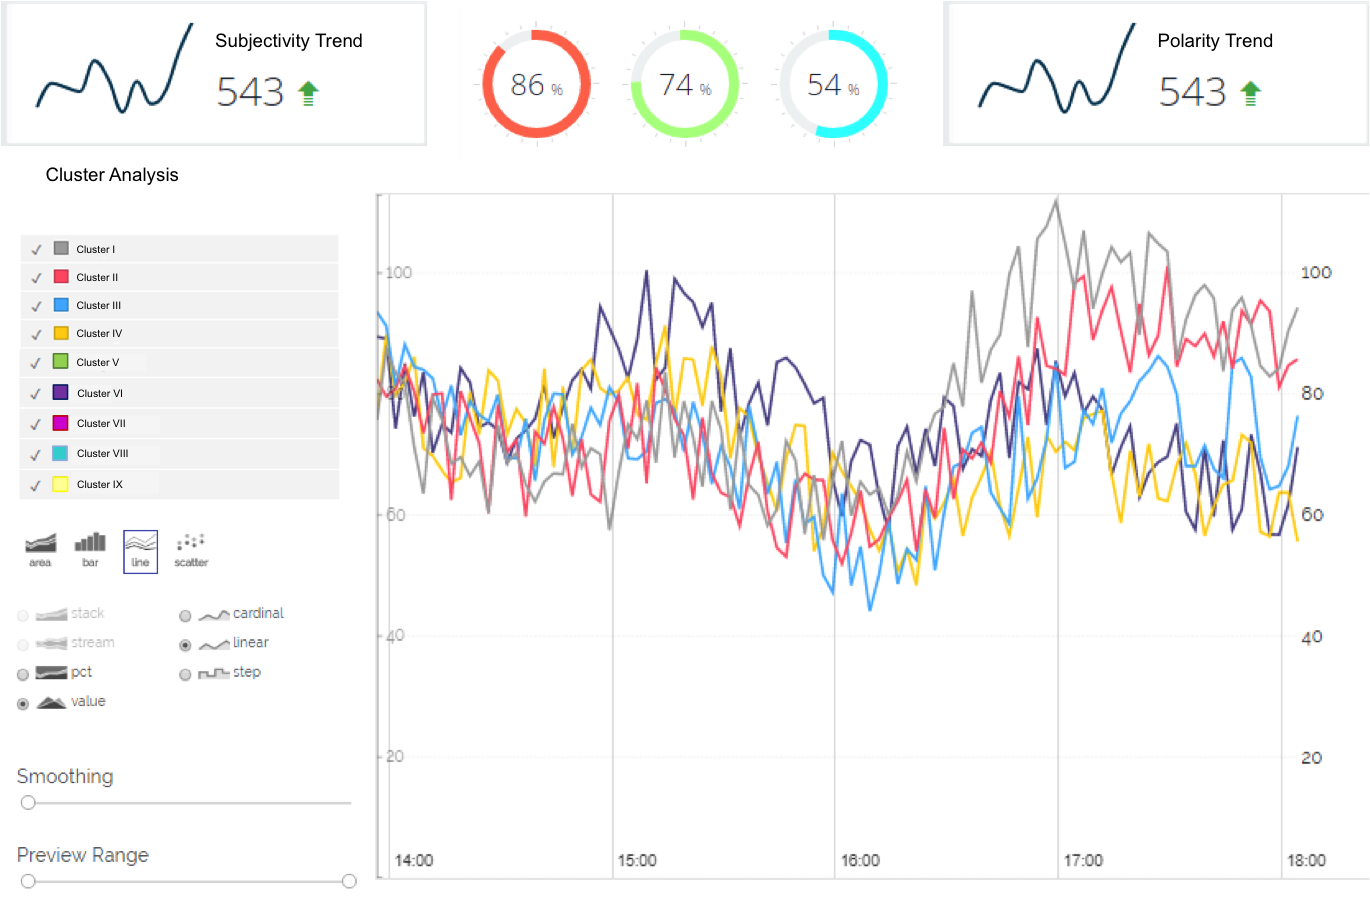 Subjectivity Trend
543
86 %
74 %
54 %
Polarity Trend
543
Cluster Analysis
Cluster I
Cluster II
Cluster III
Cluster IV
Cluster V
Cluster VI
Cluster VII
Cluster VIII
Cluster IX
area
bar
line
scatter
stack
cardinal
stream
linear
pct
step
value
Smoothing
Preview Range
100
60
40
20
100
80
60
40
20
14:00
15:00
16:00
17:00
18:00